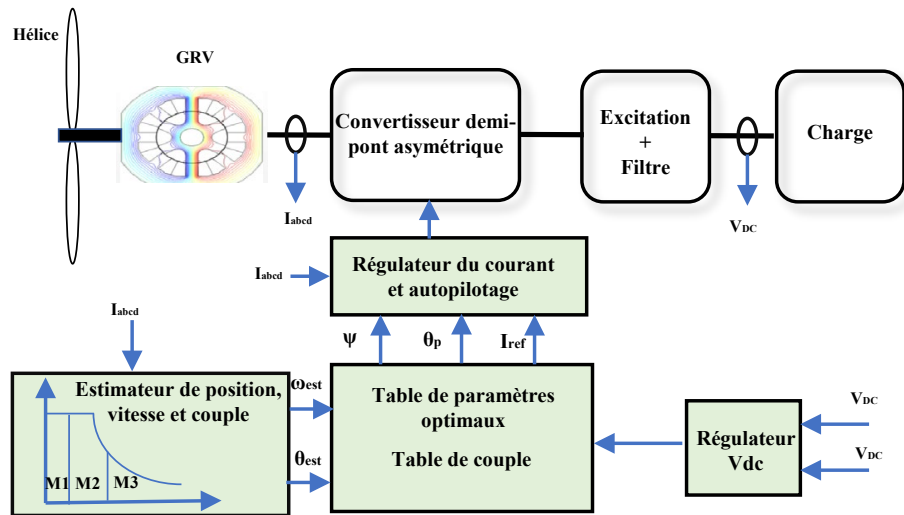 Hélice
GRV
Convertisseur demi-
pont asymétrique
Excitation
+
Filtre
Charge
Iabcd
VDC
Iabcd
Régulateur du courant
et autopilotage
Iabcd
ψ
θp
Iref
Estimateur de position,
vitesse et couple
M1 M2 M3
ωest
θest
Table de paramètres
optimaux
Table de couple
Régulateur
Vdc
VDC
VDC